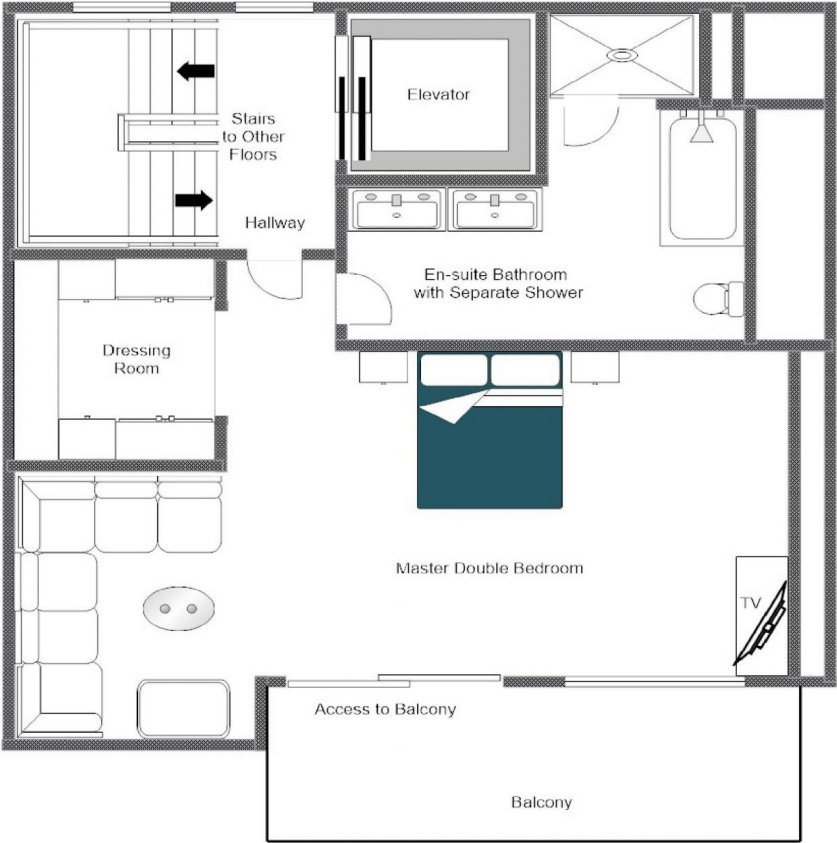 Elevator
Stairs
to Other
Floors
Hallway
En-suite Bathroom
with Separate Shower
Dressing
Room
Master Double Bedroom
TV
Access to Balcony
Balcony